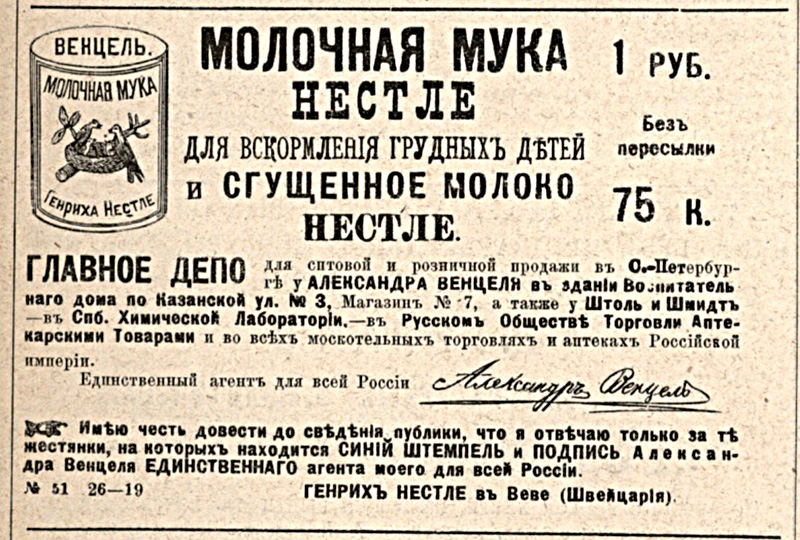 ВЕНЦЕЛЬ.
МОЛОЧНАЯ МУКА
ГЕНРИХА НЕСТЛЕ
МОЛОЧНАЯ МУКА
НЕСТЛЕ
ДЛЯ ВСКОРМЛЕНІЯ ГРУДНЫХЪ ДѢТЕЙ
и СГУЩЕННОЕ МОЛОКО
НЕСТЛЕ.
1 РУБ.
Безъ
пересылки
75 К.
ГЛАВНОЕ ДЕПО для оптовой и розничной продажи въ С.-Петербур-
гѣ у АЛЕКСАНДРА ВЕНЦЕЛЯ въ зданіи Воспитатель
наго дома по Казанской ул. № 3, Магазинъ № 7, а также у Штоль и Шмидтъ
—въ Спб. Химической Лабораторіи.—въ Русскомъ Обществѣ Торговли Апте-
карскими Товарами и во всѣхъ москотельныхъ торговляхъ и аптекахъ Россійской
имперіи.
Единственный агентъ для всей Россіи Александръ Венцель
Имѣю честь довести до свѣдѣнія публики, что я отвѣчаю только за тѣ
жестянки, на которыхъ находится СИНІЙ ШТЕМПЕЛЬ и ПОДПИСЬ Алексан-
дра Венцеля ЕДИНСТВЕННАГО агента моего для всей Россіи.
№ 51 26—19 ГЕНРИХЪ НЕСТЛЕ въ Веве (Швейцарія).